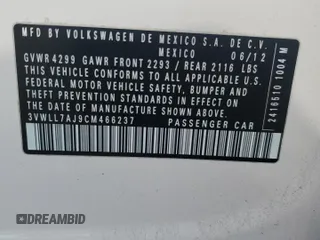 MFD BY VOLKSWAGEN DE MEXICO S.A. DE C.V.
MEXICO 06/12
GVWR 4299 GAWR FRONT 2293 / REAR 2116 LBS
THIS VEHICLE CONFORMS TO ALL APPLICABLE U.S.
FEDERAL MOTOR VEHICLE SAFETY, BUMPER AND
THEFT PREVENTION STANDARDS IN EFFECT ON THE
DATE OF MANUFACTURE SHOWN ABOVE.
3VWLL7AJ9CM466237 PASSENGER CAR
2416510 1004 M
DREAMBID